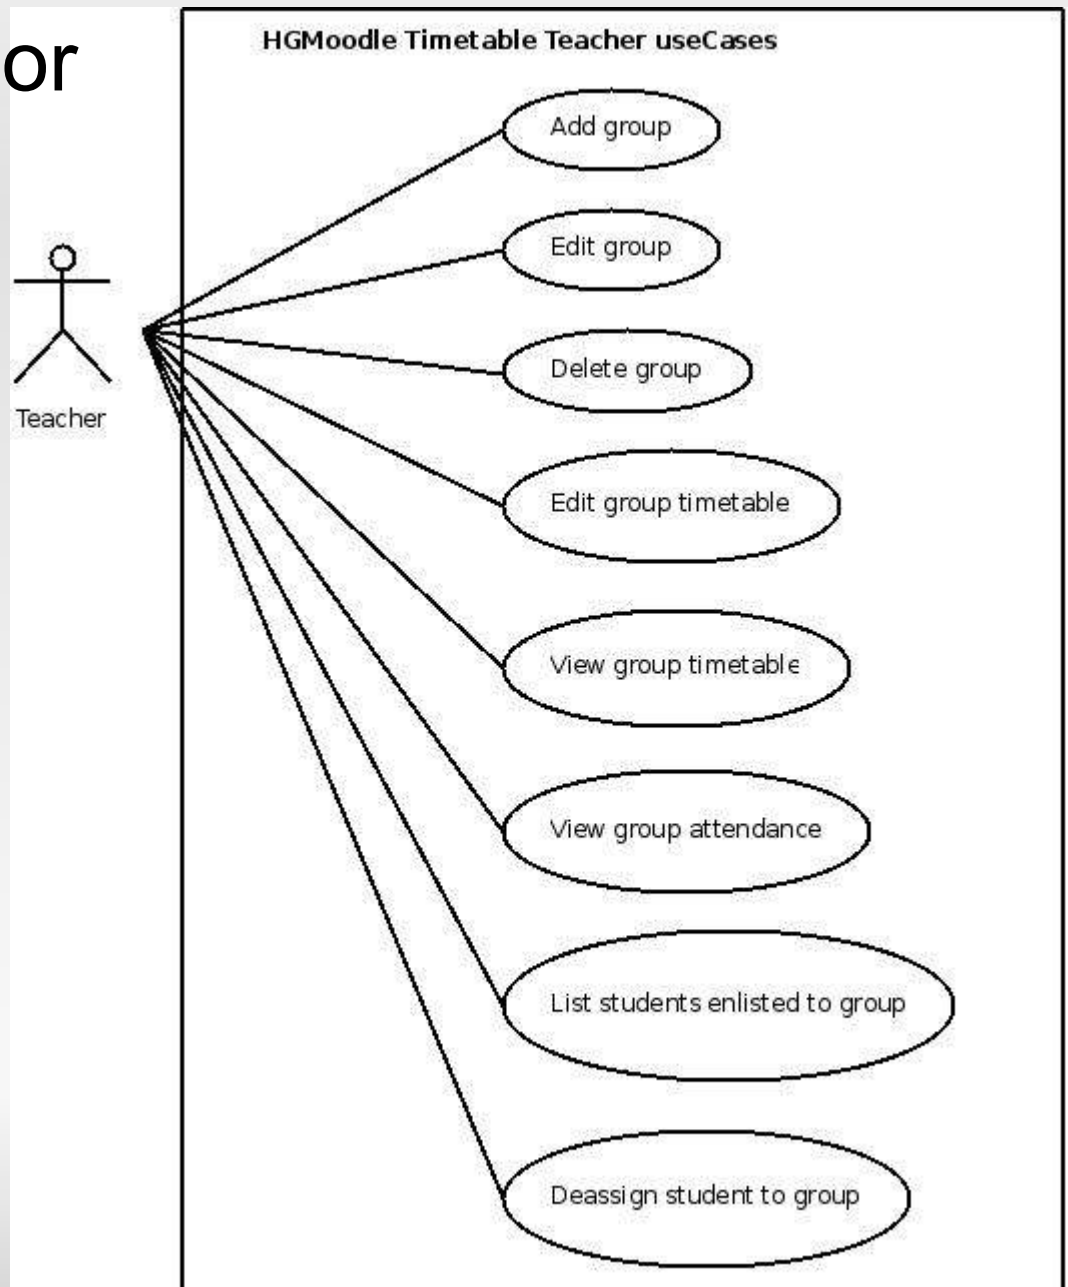 or
HGMoodle Timetable Teacher useCases
Add group
Edit group
Delete group
Teacher
Edit group timetable
View group timetable
View group attendance
List students enlisted to group
Deassign student to group